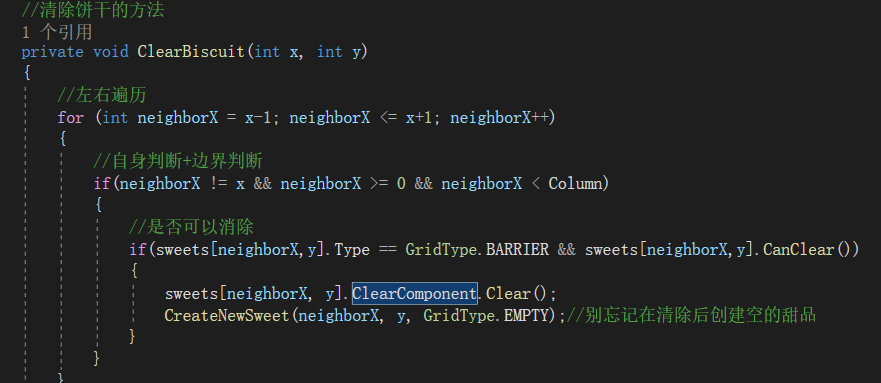 //清除饼干的方法
1 个引用
private void ClearBiscuit(int x, int y)
{
//左右遍历
for (int neighborX = x-1; neighborX <= x+1; neighborX++)
{
//自身判断+边界判断
if(neighborX != x && neighborX >= 0 && neighborX < Column)
{
//是否可以消除
if(sweets[neighborX,y].Type == GridType.BARRIER && sweets[neighborX,y].CanClear())
{
sweets[neighborX, y].ClearComponent.Clear();
CreateNewSweet(neighborX, y, GridType.EMPTY);//别忘记在清除后创建空的甜品
}
}
}